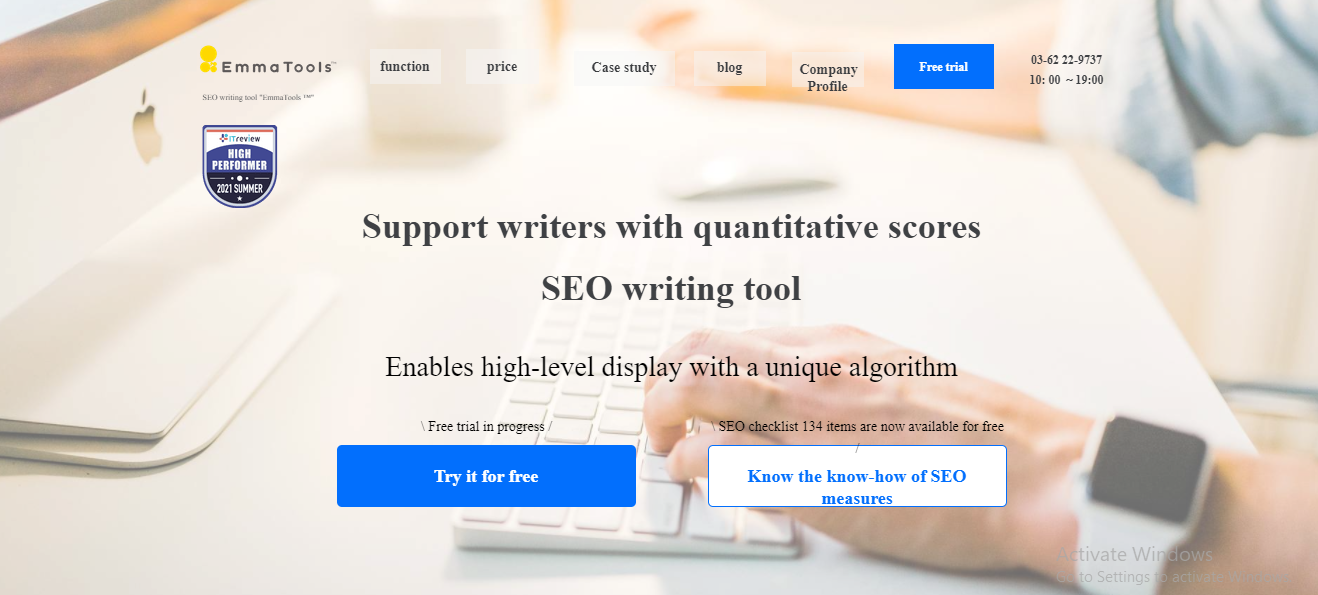 EmmaTools™
function
price
Case study
blog
Company
Profile
Free trial
03-62 22-9737
10: 00 ～19:00
SEO writing tool "EmmaTools ™"
ITreview
HIGH
PERFORMER
2021 SUMMER
Support writers with quantitative scores
SEO writing tool
Enables high-level display with a unique algorithm
\ Free trial in progress /
\ SEO checklist 134 items are now available for free
/
Try it for free
Know the know-how of SEO
measures
Activate Windows
Go to Settings to activate Windows.